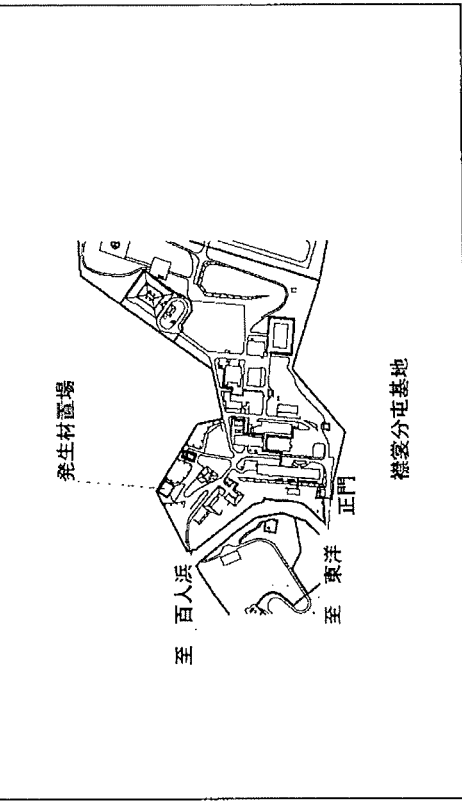 発生材置場
至 百人浜
至 東洋
正門
襟裳分屯基地